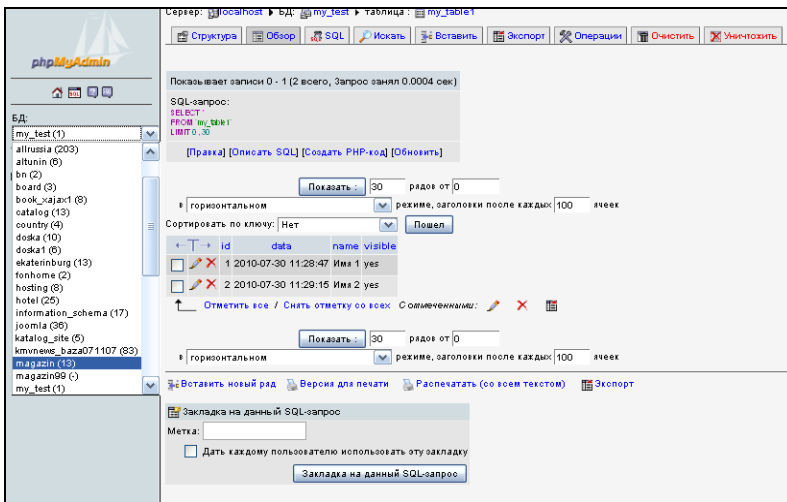 phpMyAdmin
SQL
БД:
my_test (1)
allrussia (203)
altunin (6)
bn (2)
board (3)
book_xajax1 (8)
catalog (13)
country (4)
doska (10)
doska1 (6)
ekaterinburg (13)
fonhome (2)
hosting (8)
hotel (25)
information_schema (17)
joomla (36)
katalog_site (5)
kmvnews_baza071107 (83)
magazin (13)
magazin99 (-)
my_test (1)
Сервер: localhost ▸ БД: my_test ▸ таблица : my_table1
Структура Обзор SQL Искать Вставить Экспорт Операции Очистить Уничтожить
Показывает записи 0 - 1 (2 всего, Запрос занял 0.0004 сек)
SQL-запрос:
SELECT *
FROM `my_table1`
LIMIT 0 , 30
[Правка] [Описать SQL] [Создать PHP-код] [Обновить]
Показать : 30 рядов от 0
в горизонтальном режиме, заголовки после каждых 100 ячеек
Сортировать по ключу: Нет Пошел
←T→ id data name visible
1 2010-07-30 11:28:47 Имя 1 yes
2 2010-07-30 11:29:15 Имя 2 yes
Отметить все / Снять отметку со всех С отмеченными:
Показать : 30 рядов от 0
в горизонтальном режиме, заголовки после каждых 100 ячеек
Вставить новый ряд Версия для печати Распечатать (со всем текстом) Экспорт
Закладка на данный SQL-запрос
Метка:
Дать каждому пользователю использовать эту закладку
Закладка на данный SQL-запрос